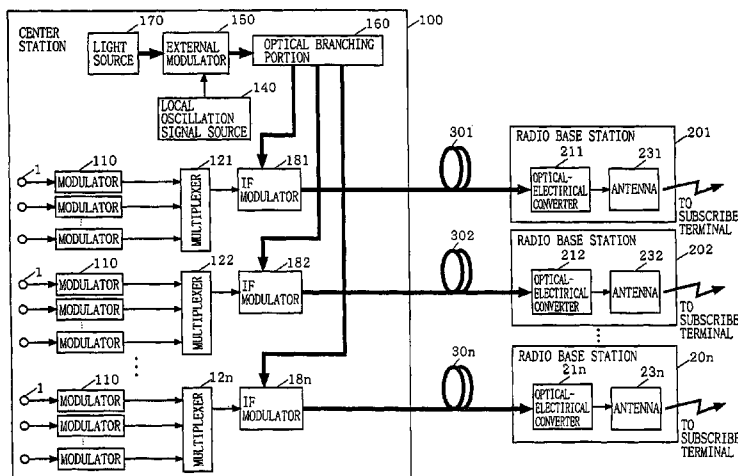 170
150
160
100
CENTER
STATION
LIGHT
SOURCE
EXTERNAL
MODULATOR
OPTICAL BRANCHING
PORTION
140
LOCAL
OSCILLATION
SIGNAL SOURCE
1
110
MODULATOR
MODULATOR
MODULATOR
121
MULTIPLEXER
181
IF
MODULATOR
301
RADIO BASE STATION
201
211
OPTICAL-
ELECTIRICAL
CONVERTER
231
ANTENNA
TO
SUBSCRIBE
TERMINAL
1
110
MODULATOR
MODULATOR
MODULATOR
122
MULTIPLEXER
182
IF
MODULATOR
302
RADIO BASE STATION
202
212
OPTICAL-
ELECTRICAL
CONVERTER
232
ANTENNA
TO
SUBSCRIBE
TERMINAL
1
110
MODULATOR
MODULATOR
MODULATOR
12n
MULTIPLEXER
18n
IF
MODULATOR
30n
RADIO BASE STATION
20n
21n
OPTICAL-
ELECTRICAL
CONVERTER
23n
ANTENNA
TO
SUBSCRIBE
TERMINAL